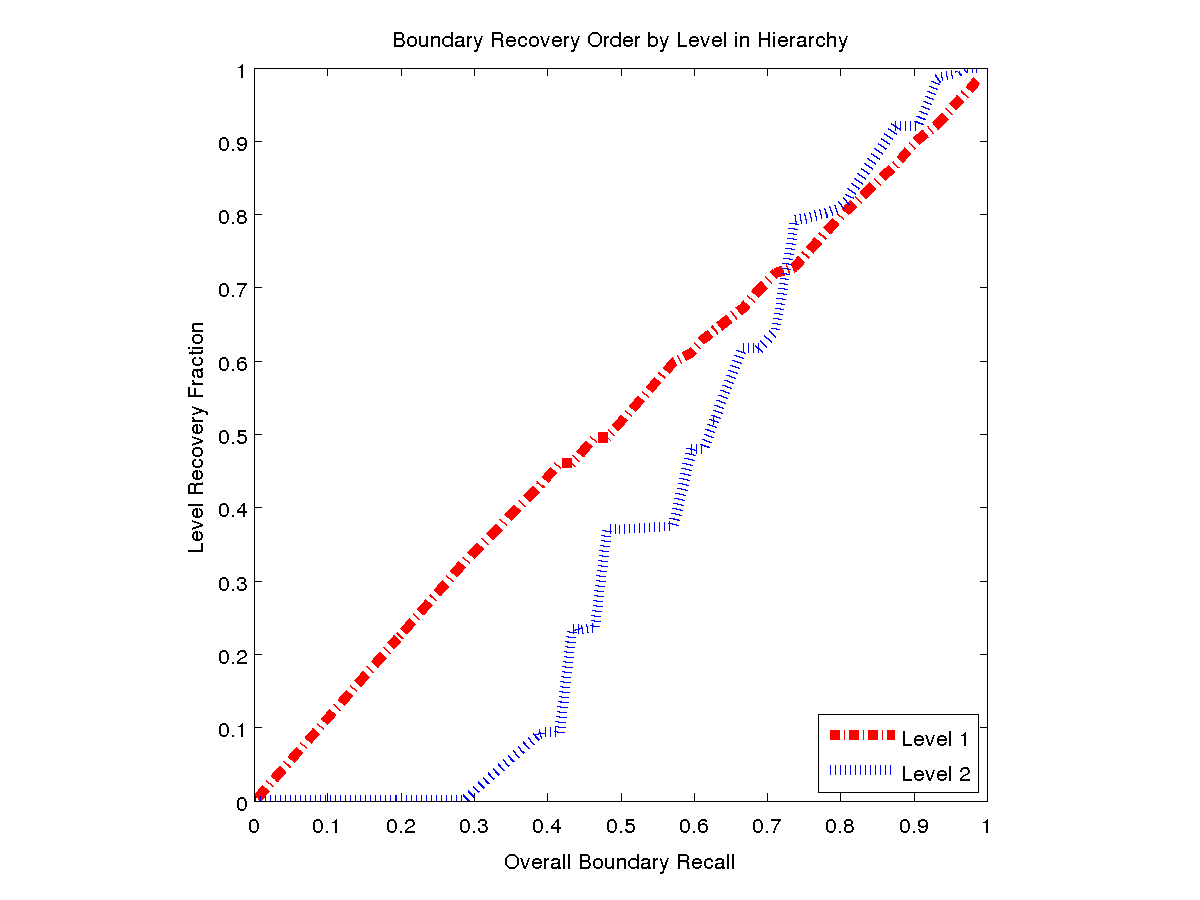 Boundary Recovery Order by Level in Hierarchy
1
0.9
0.8
0.7
0.6
0.5
0.4
0.3
0.2
0.1
0
Level Recovery Fraction
Level 1
Level 2
0 0.1 0.2 0.3 0.4 0.5 0.6 0.7 0.8 0.9 1
Overall Boundary Recall